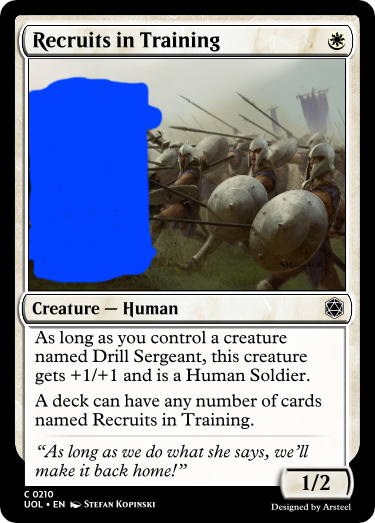 Recruits in Training
Creature — Human
As long as you control a creature
named Drill Sergeant, this creature
gets +1/+1 and is a Human Soldier.
A deck can have any number of cards
named Recruits in Training.
“As long as we do what she says, we’ll
make it back home!”
1/2
C 0210
UOL • EN Stefan Kopinski
Designed by Arsteel